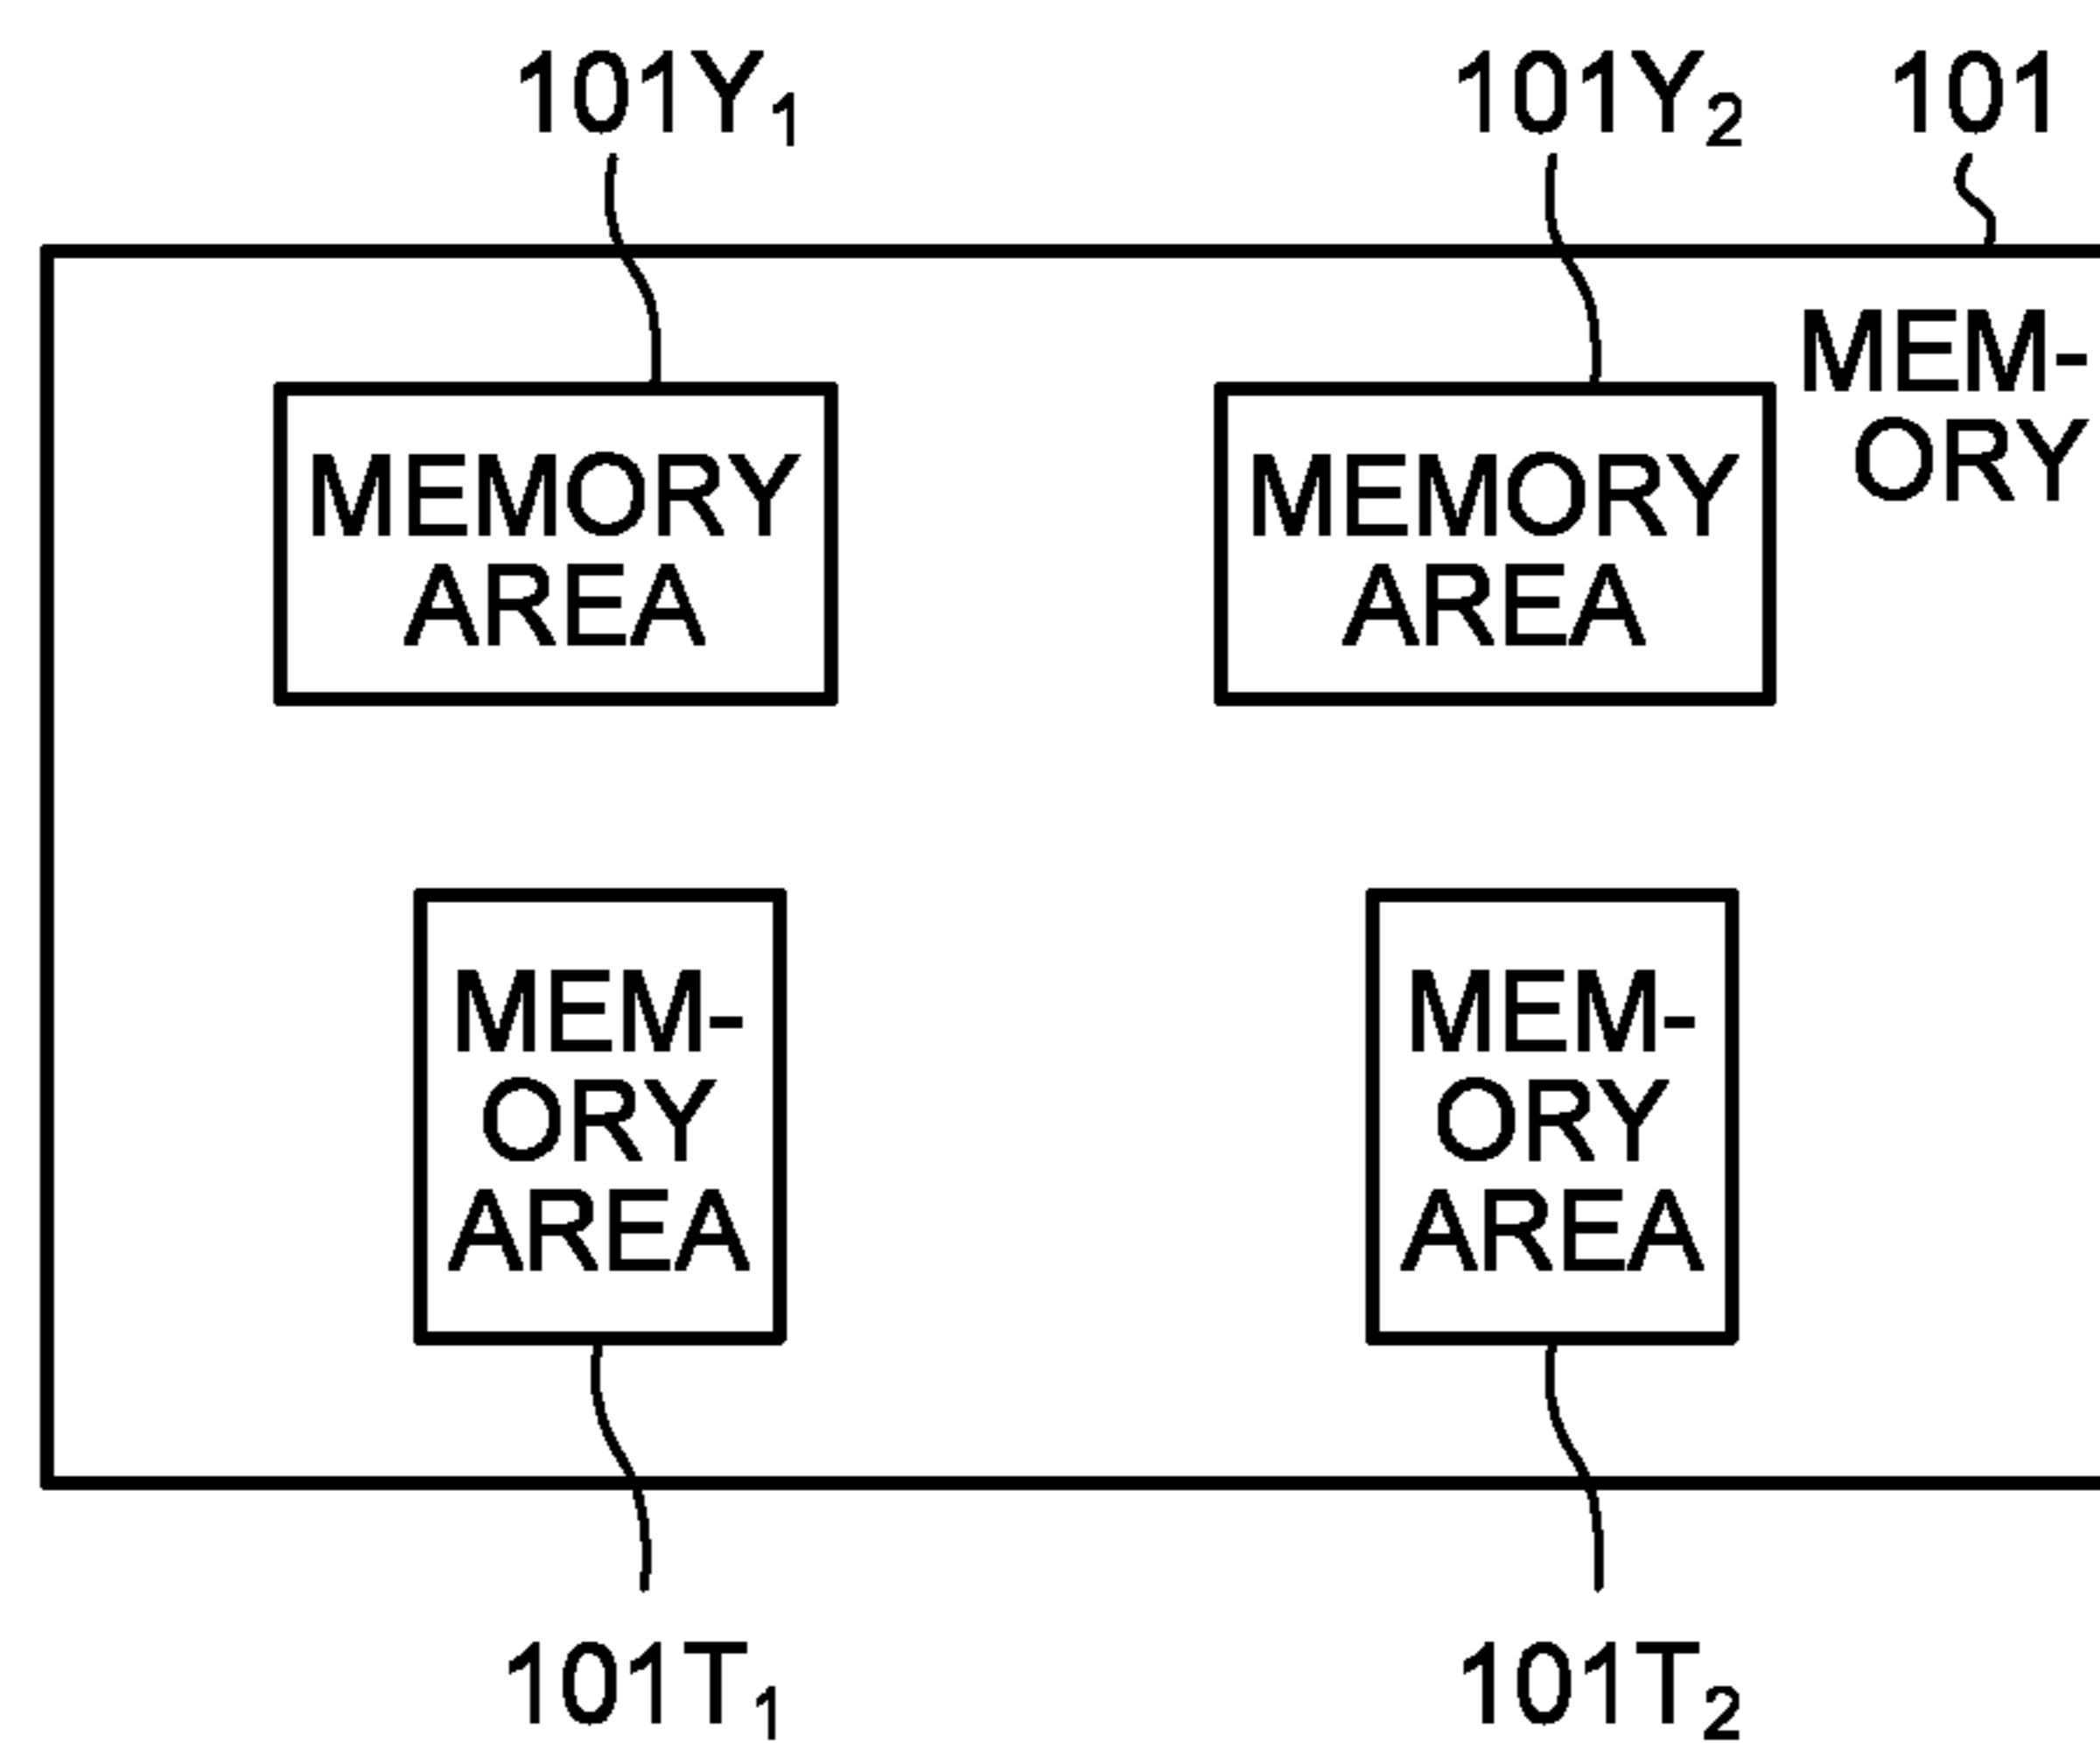 101Y₁
101Y₂
101
MEM-
ORY
MEMORY
AREA
MEMORY
AREA
MEM-
ORY
AREA
MEM-
ORY
AREA
101T₁
101T₂